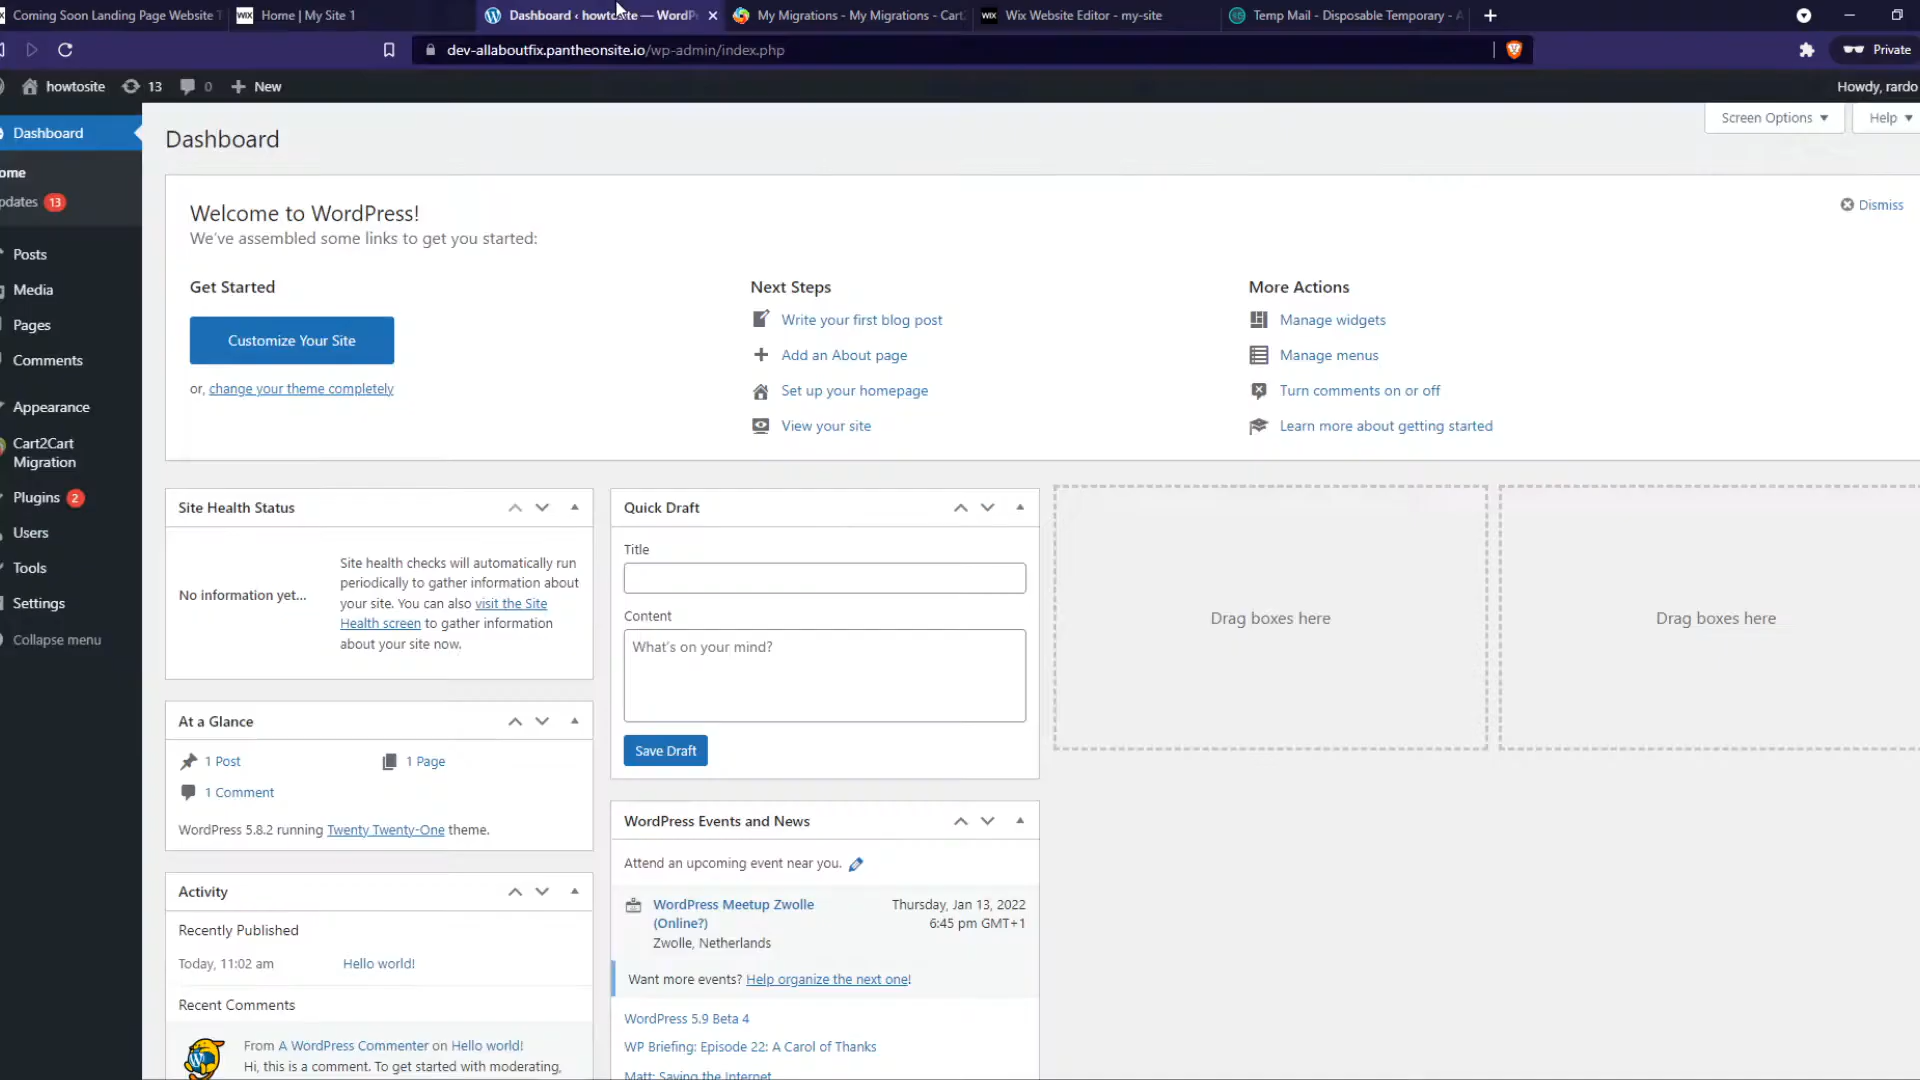 Coming Soon Landing Page Website T
WIX Home | My Site 1
Dashboard ‹ howtosite — WordPr
My Migrations - My Migrations - Cart2
WIX Wix Website Editor - my-site
Temp Mail - Disposable Temporary - A
dev-allaboutfix.pantheonsite.io/wp-admin/index.php
Private
howtosite 13 0 New
Howdy, rardo
Dashboard
ome
pdates 13
Posts
Media
Pages
Comments
Appearance
Cart2Cart
Migration
Plugins 2
Users
Tools
Settings
Collapse menu
Dashboard
Screen Options
Help
Welcome to WordPress!
We've assembled some links to get you started:
Dismiss
Get Started
Customize Your Site
or, change your theme completely
Next Steps
Write your first blog post
Add an About page
Set up your homepage
View your site
More Actions
Manage widgets
Manage menus
Turn comments on or off
Learn more about getting started
Site Health Status
No information yet...
Site health checks will automatically run
periodically to gather information about
your site. You can also visit the Site
Health screen to gather information
about your site now.
At a Glance
1 Post
1 Page
1 Comment
WordPress 5.8.2 running Twenty Twenty-One theme.
Activity
Recently Published
Today, 11:02 am Hello world!
Recent Comments
From A WordPress Commenter on Hello world!
Hi, this is a comment. To get started with moderating,
Quick Draft
Title
Content
What's on your mind?
Save Draft
WordPress Events and News
Attend an upcoming event near you.
WordPress Meetup Zwolle
(Online?)
Zwolle, Netherlands
Thursday, Jan 13, 2022
6:45 pm GMT+1
Want more events? Help organize the next one!
WordPress 5.9 Beta 4
WP Briefing: Episode 22: A Carol of Thanks
Matt: Saving the Internet
Drag boxes here
Drag boxes here